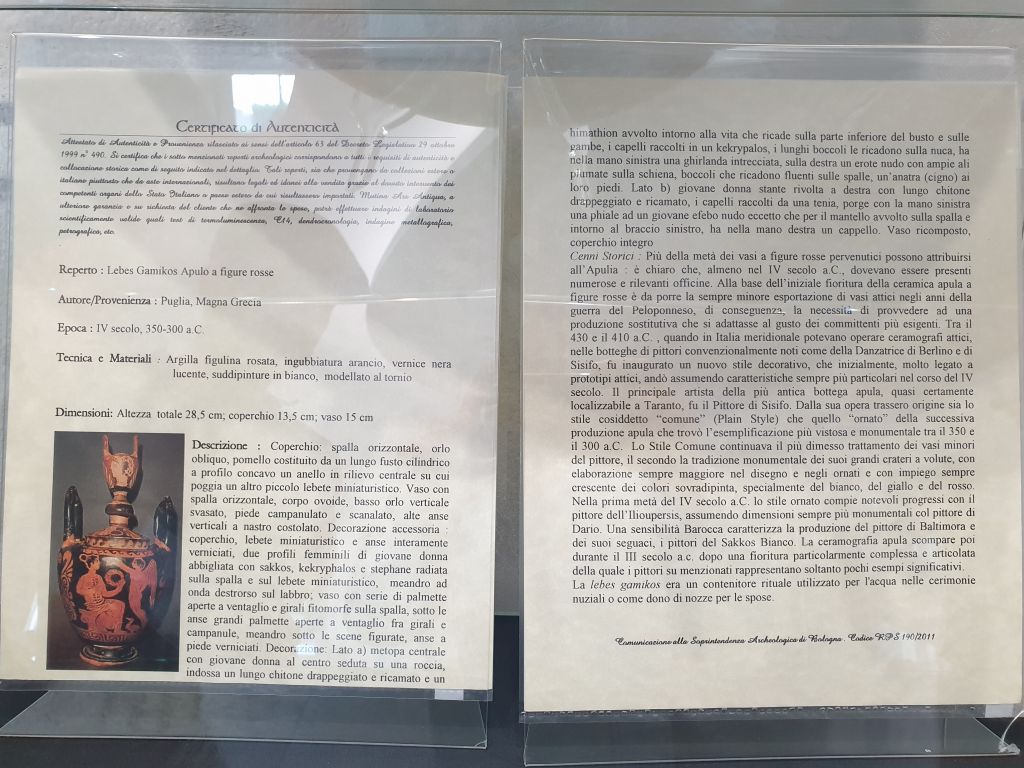 Certificato di Autenticità
Attestato di Autenticità e Provenienza rilasciato ai sensi dell'articolo 63 del Decreto Legislativo 29 ottobre
1999 n° 490. Si certifica che i sotto menzionati reperti archeologici corrispondono a tutti i requisiti di autenticità e
collocazione storica come da seguito indicato nel dettaglio. Tali reperti, sia che provengano da collezioni estere o
italiane piuttosto che da aste internazionali, risultano legali ed idonei alla vendita grazie al dovuto intervento dei
competenti organi dello Stato Italiano o paese estero da cui risultassero importati. Mutina Ars Antiqua, a
ulteriore garanzia e su richiesta del cliente che ne affronta le spese, potrà effettuare indagini di laboratorio
scientificamente valide quali test di termoluminescenza, C14, dendrocronologia, indagine metallografica,
petrografica, etc.
Reperto : Lebes Gamikos Apulo a figure rosse
Autore/Provenienza : Puglia, Magna Grecia
Epoca : IV secolo, 350-300 a.C.
Tecnica e Materiali : Argilla figulina rosata, ingubbiatura arancio, vernice nera
lucente, suddipinture in bianco, modellato al tornio
Dimensioni: Altezza totale 28,5 cm; coperchio 13,5 cm; vaso 15 cm
Descrizione : Coperchio: spalla orizzontale, orlo
obliquo, pomello costituito da un lungo fusto cilindrico
a profilo concavo un anello in rilievo centrale su cui
poggia un altro piccolo lebete miniaturistico. Vaso con
spalla orizzontale, corpo ovoide, basso orlo verticale
svasato, piede campanulato e scanalato, alte anse
verticali a nastro costolato. Decorazione accessoria :
coperchio, lebete miniaturistico e anse interamente
verniciati, due profili femminili di giovane donna
abbigliata con sakkos, kekryphalos e stephane radiata
sulla spalla e sul lebete miniaturistico, meandro ad
onda destrorso sul labbro; vaso con serie di palmette
aperte a ventaglio e girali fitomorfe sulla spalla, sotto le
anse grandi palmette aperte a ventaglio fra girali e
campanule, meandro sotto le scene figurate, anse a
piede verniciati. Decorazione: Lato a) metopa centrale
con giovane donna al centro seduta su una roccia,
indossa un lungo chitone drappeggiato e ricamato e un
himathion avvolto intorno alla vita che ricade sulla parte inferiore del busto e sulle
gambe, i capelli raccolti in un kekrypalos, i lunghi boccoli le ricadono sulla nuca, ha
nella mano sinistra una ghirlanda intrecciata, sulla destra un erote nudo con ampie ali
piumate sulla schiena, boccoli che ricadono fluenti sulle spalle, un'anatra (cigno) ai
loro piedi. Lato b) giovane donna stante rivolta a destra con lungo chitone
drappeggiato e ricamato, i capelli raccolti da una tenia, porge con la mano sinistra
una phiale ad un giovane efebo nudo eccetto che per il mantello avvolto sulla spalla e
intorno al braccio sinistro, ha nella mano destra un cappello. Vaso ricomposto,
coperchio integro
Cenni Storici : Più della metà dei vasi a figure rosse pervenutici possono attribuirsi
all'Apulia : è chiaro che, almeno nel IV secolo a.C., dovevano essere presenti
numerose e rilevanti officine. Alla base dell'iniziale fioritura della ceramica apula a
figure rosse è da porre la sempre minore esportazione di vasi attici negli anni della
guerra del Peloponneso, di conseguenza, la necessità di provvedere ad una
produzione sostitutiva che si adattasse al gusto dei committenti più esigenti. Tra il
430 e il 410 a.C. , quando in Italia meridionale potevano operare ceramografi attici,
nelle botteghe di pittori convenzionalmente noti come della Danzatrice di Berlino e di
Sisifo, fu inaugurato un nuovo stile decorativo, che inizialmente, molto legato a
prototipi attici, andò assumendo caratteristiche sempre più particolari nel corso del IV
secolo. Il principale artista della più antica bottega apula, quasi certamente
localizzabile a Taranto, fu il Pittore di Sisifo. Dalla sua opera trassero origine sia lo
stile cosiddetto "comune" (Plain Style) che quello "ornato" della successiva
produzione apula che trovò l'esemplificazione più vistosa e monumentale tra il 350 e
il 300 a.C. Lo Stile Comune continuava il più dimesso trattamento dei vasi minori
del pittore, il secondo la tradizione monumentale dei suoi grandi crateri a volute, con
elaborazione sempre maggiore nel disegno e negli ornati e con impiego sempre
crescente dei colori sovradipinta, specialmente del bianco, del giallo e del rosso.
Nella prima metà del IV secolo a.C. lo stile ornato compie notevoli progressi con il
pittore dell'Ilioupersis, assumendo dimensioni sempre più monumentali col pittore di
Dario. Una sensibilità Barocca caratterizza la produzione del pittore di Baltimora e
dei suoi seguaci, i pittori del Sakkos Bianco. La ceramografia apula scompare poi
durante il III secolo a.c. dopo una fioritura particolarmente complessa e articolata
della quale i pittori su menzionati rappresentano soltanto pochi esempi significativi.
La lebes gamikos era un contenitore rituale utilizzato per l'acqua nelle cerimonie
nuziali o come dono di nozze per le spose.
Comunicazione alla Soprintendenza Archeologica di Bologna. Codice RPS 190/2011